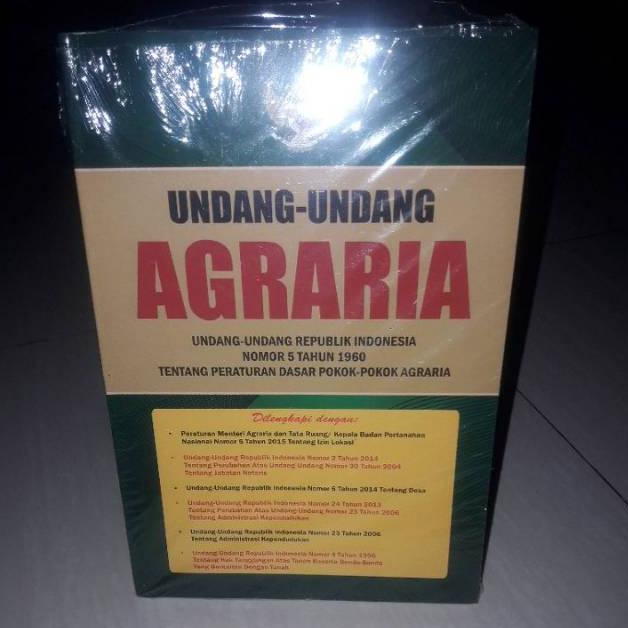 UNDANG-UNDANG
AGRARIA
UNDANG-UNDANG REPUBLIK INDONESIA
NOMOR 5 TAHUN 1960
TENTANG PERATURAN DASAR POKOK-POKOK AGRARIA
Dilengkapi dengan:
• Peraturan Menteri Agraria dan Tata Ruang/ Kepala Badan Pertanahan
Nasional Nomor 5 Tahun 2015 Tentang Izin Lokasi
• Undang-Undang Republik Indonesia Nomor 2 Tahun 2014
Tentang Perubahan Atas Undang-Undang Nomor 30 Tahun 2004
Tentang Jabatan Notaris
• Undang-Undang Republik Indonesia Nomor 6 Tahun 2014 Tentang Desa
• Undang-Undang Republik Indonesia Nomor 24 Tahun 2013
Tentang Perubahan Atas Undang-Undang Nomor 23 Tahun 2006
Tentang Administrasi Kependudukan
• Undang-Undang Republik Indonesia Nomor 23 Tahun 2006
Tentang Administrasi Kependudukan
• Undang-Undang Republik Indonesia Nomor 4 Tahun 1996
Tentang Hak Tanggungan Atas Tanah Beserta Benda-Benda
Yang Berkaitan Dengan Tanah